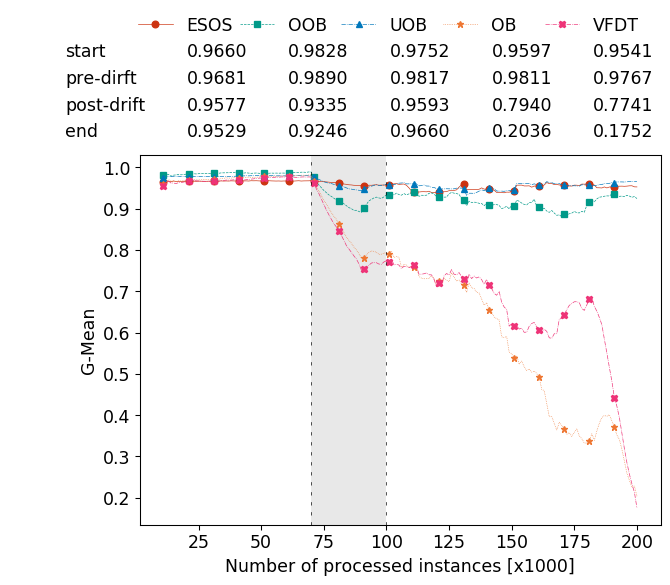 ESOS OOB UOB OB VFDT
start 0.9660 0.9828 0.9752 0.9597 0.9541
pre-dirft 0.9681 0.9890 0.9817 0.9811 0.9767
post-drift 0.9577 0.9335 0.9593 0.7940 0.7741
end 0.9529 0.9246 0.9660 0.2036 0.1752
1.0
0.9
0.8
0.7
0.6
0.5
0.4
0.3
0.2
G-Mean
25 50 75 100 125 150 175 200
Number of processed instances [x1000]